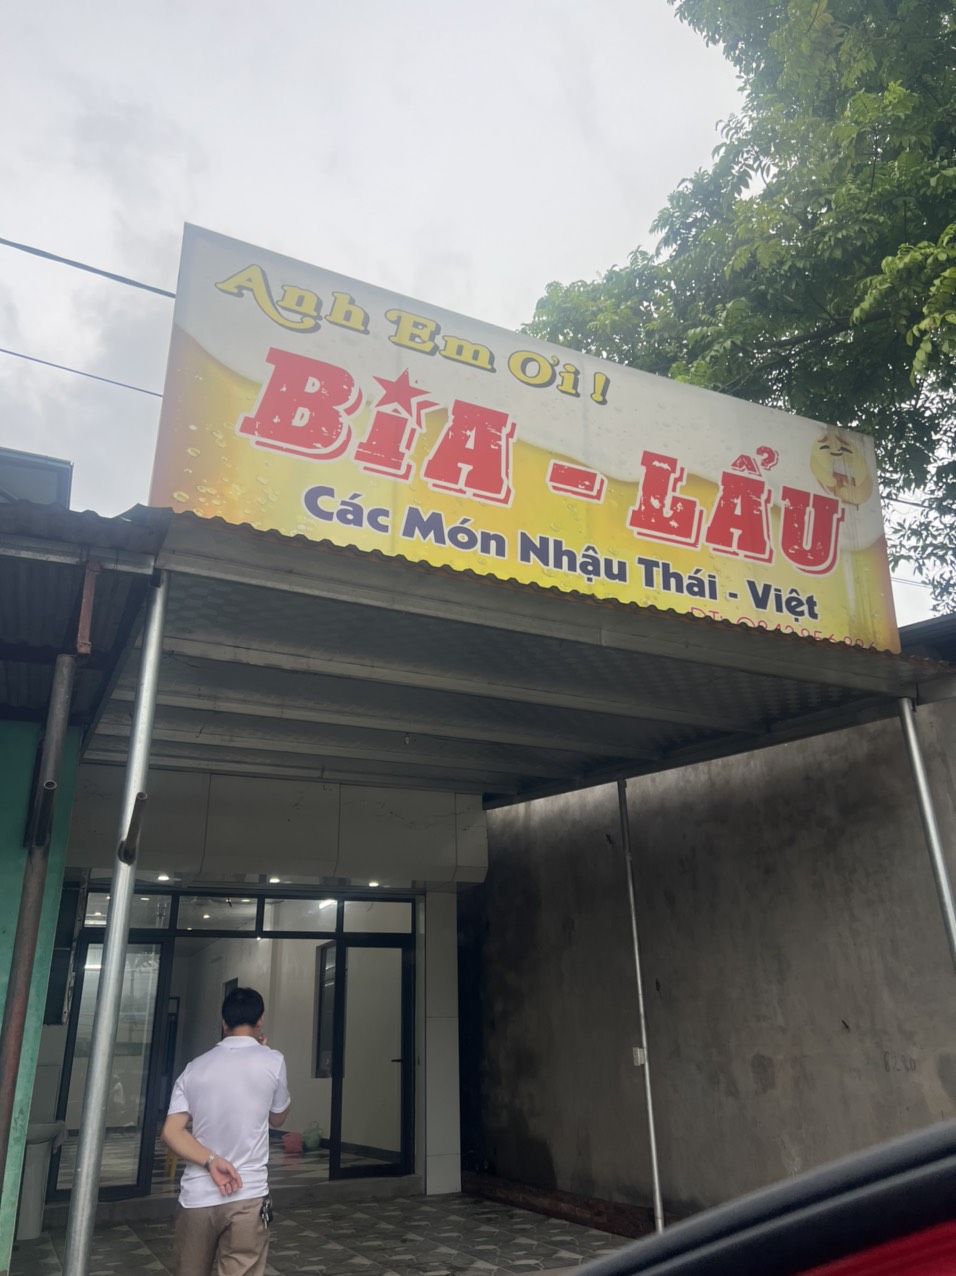 Anh Em Ơi!
BiA - LẨU
Các Món Nhậu Thái - Việt